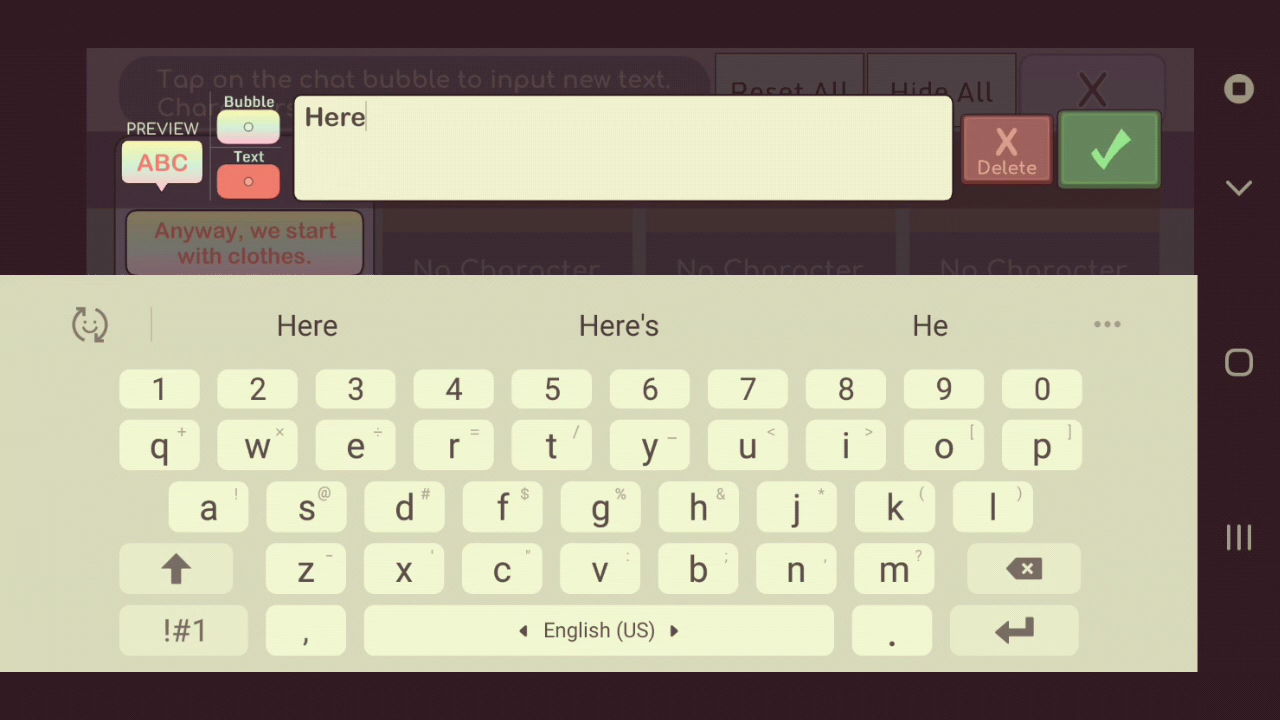 Tap on the chat bubble to input new text.
Reset All
Hide All
X
Bubble
PREVIEW
ABC
Text
Here
X
Delete
Anyway, we start
with clothes.
No Character
No Character
No Character
Here
Here's
He
1 2 3 4 5 6 7 8 9 0
q + w × e ÷ r = t / y _ u < i > o [ p ]
a ! s @ d # f $ g % h & j * k ( l )
z - x ' c " v : b ; n , m ?
!#1 , English (US) .